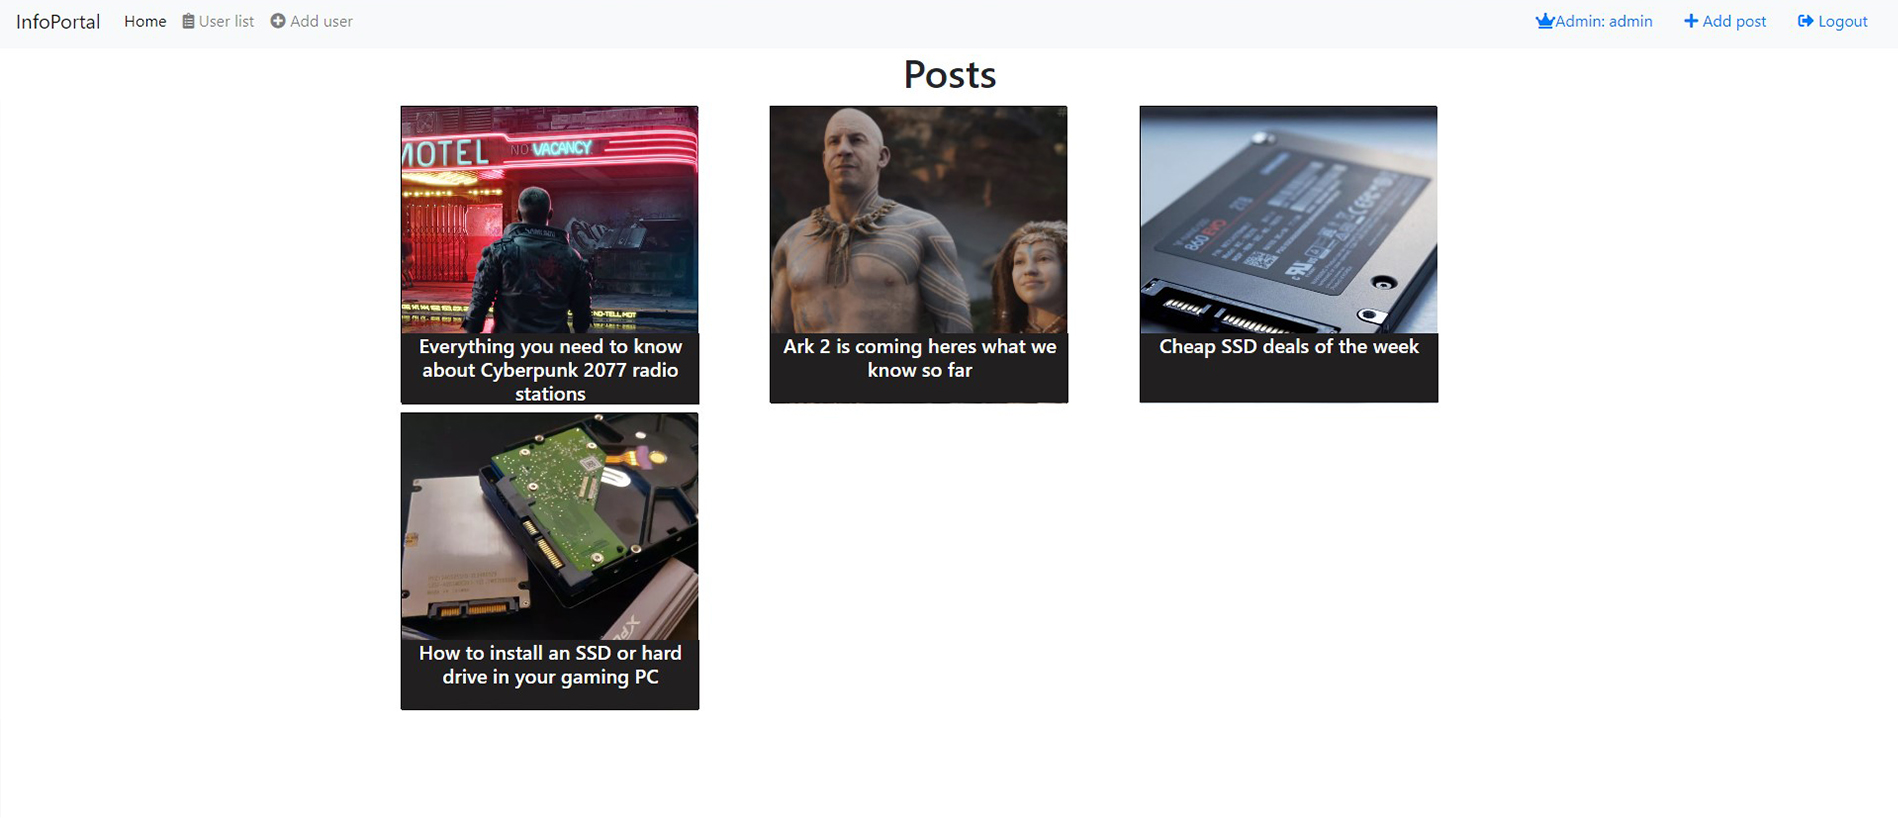 InfoPortal Home User list Add user Admin: admin Add post Logout
Posts
MOTEL NO VACANCY
860 EVO
Everything you need to know
about Cyberpunk 2077 radio
stations
Ark 2 is coming heres what we
know so far
Cheap SSD deals of the week
How to install an SSD or hard
drive in your gaming PC